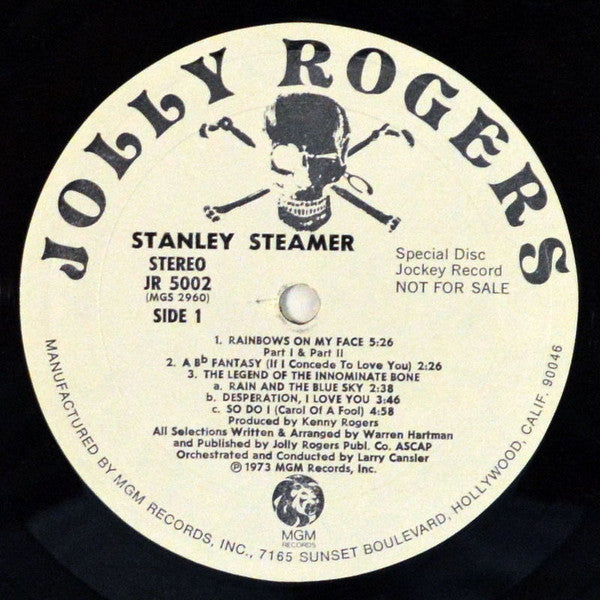 JOLLY ROGERS
STANLEY STEAMER
STEREO
JR 5002
(MGS 2960)
SIDE 1
Special Disc
Jockey Record
NOT FOR SALE
1. RAINBOWS ON MY FACE 5:26
Part I & Part II
2. A Bb FANTASY (If I Concede To Love You) 2:26
3. THE LEGEND OF THE INNOMINATE BONE
a. RAIN AND THE BLUE SKY 2:38
b. DESPERATION, I LOVE YOU 3:46
c. SO DO I (Carol Of A Fool) 4:58
Produced by Kenny Rogers
All Selections Written & Arranged by Warren Hartman
and Published by Jolly Rogers Publ. Co. ASCAP
Orchestrated and Conducted by Larry Cansler
℗ 1973 MGM Records, Inc.
MGM
RECORDS
MANUFACTURED BY MGM RECORDS, INC., 7165 SUNSET BOULEVARD, HOLLYWOOD, CALIF. 90046